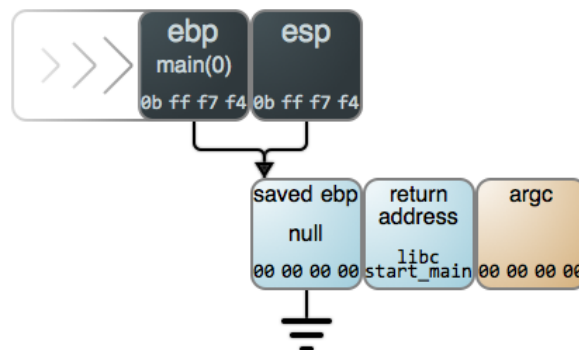 ebp
main(0)
0b ff f7 f4
esp
0b ff f7 f4
saved ebp
null
00 00 00 00
return
address
libc
start_main
argc
00 00 00 00